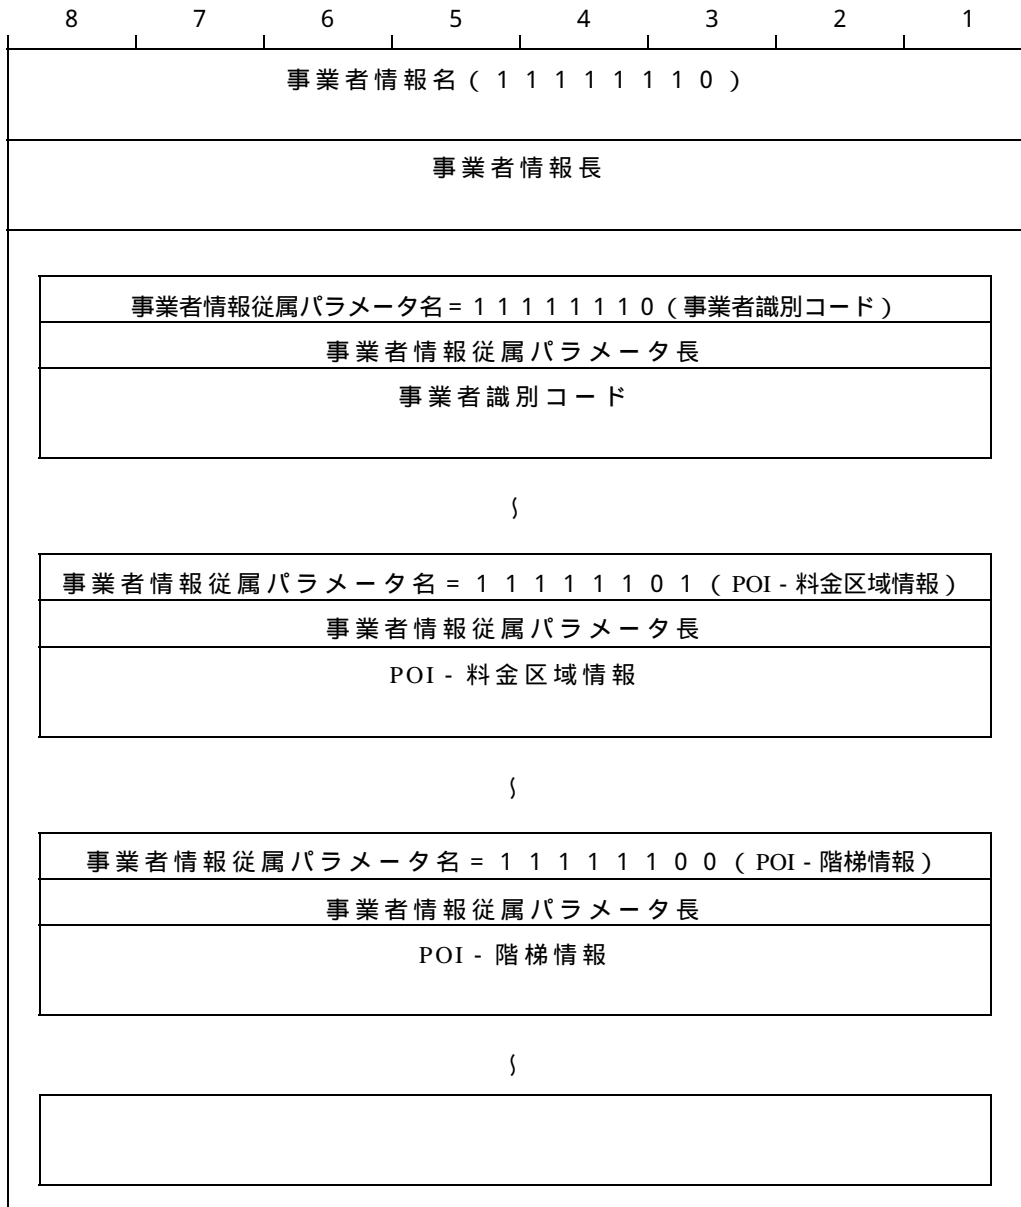 8 7 6 5 4 3 2 1
事業者情報名(11111110)
事業者情報長
事業者情報従属パラメータ名=11111110(事業者識別コード)
事業者情報従属パラメータ長
事業者識別コード
~
事業者情報従属パラメータ名=11111101(POI-料金区域情報)
事業者情報従属パラメータ長
POI-料金区域情報
~
事業者情報従属パラメータ名=11111100(POI-階梯情報)
事業者情報従属パラメータ長
POI-階梯情報
~